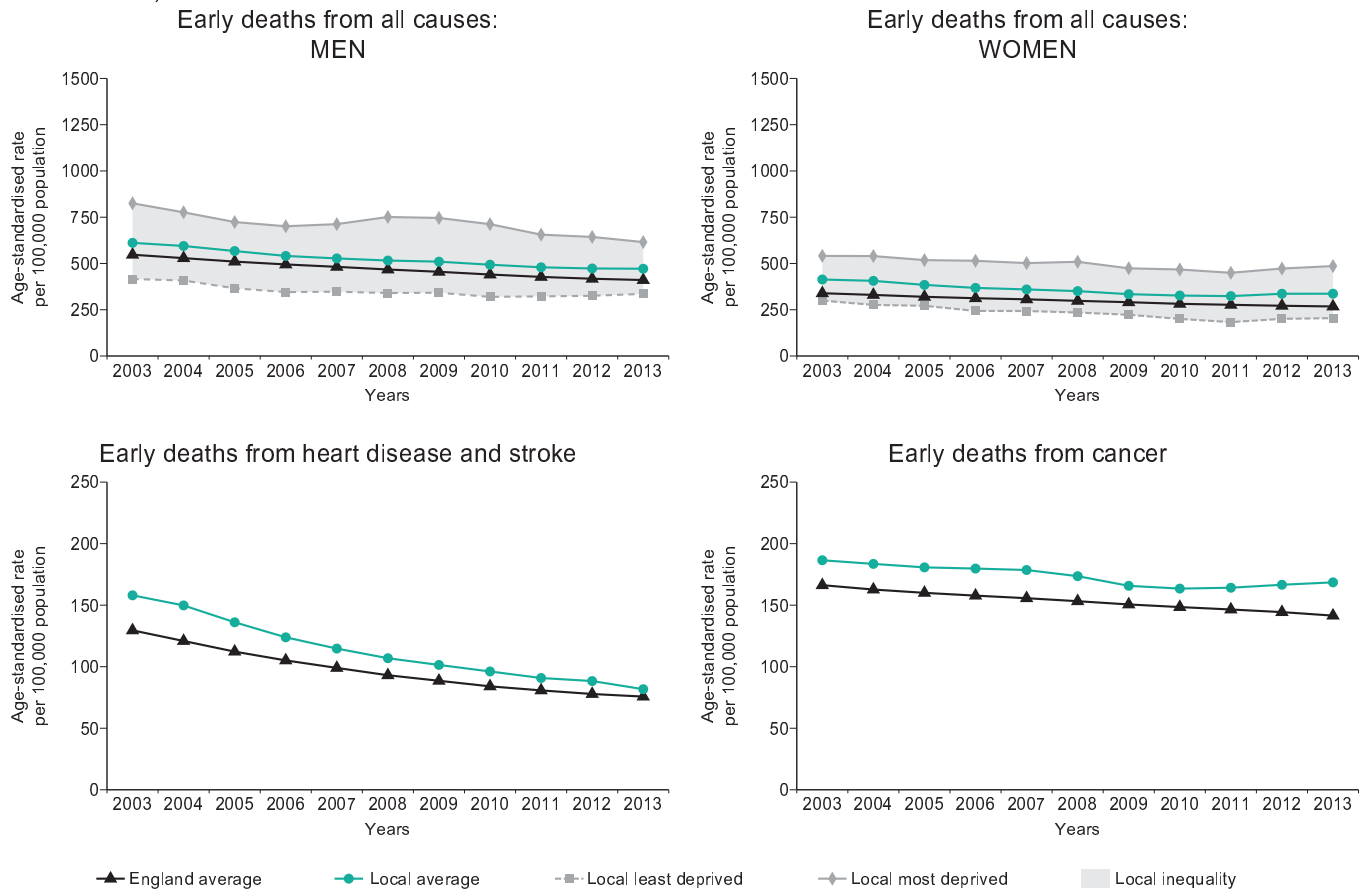 Early deaths from all causes:
MEN
1500
1250
1000
750
500
250
0
Age-standardised rate
per 100,000 population
2003 2004 2005 2006 2007 2008 2009 2010 2011 2012 2013
Years
Early deaths from all causes:
WOMEN
1500
1250
1000
750
500
250
0
Age-standardised rate
per 100,000 population
2003 2004 2005 2006 2007 2008 2009 2010 2011 2012 2013
Years
Early deaths from heart disease and stroke
250
200
150
100
50
0
Age-standardised rate
per 100,000 population
2003 2004 2005 2006 2007 2008 2009 2010 2011 2012 2013
Years
Early deaths from cancer
250
200
150
100
50
0
Age-standardised rate
per 100,000 population
2003 2004 2005 2006 2007 2008 2009 2010 2011 2012 2013
Years
England average
Local average
Local least deprived
Local most deprived
Local inequality